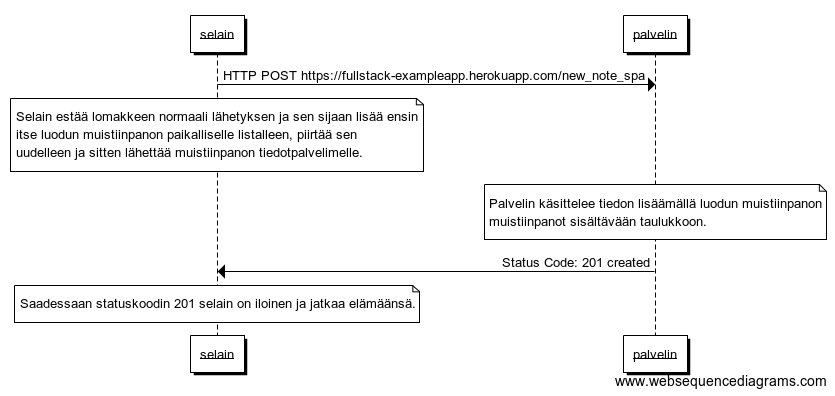 selain palvelin
HTTP POST https://fullstack-exampleapp.herokuapp.com/new_note_spa
Selain estää lomakkeen normaali lähetyksen ja sen sijaan lisää ensin
itse luodun muistiinpanon paikalliselle listalleen, piirtää sen
uudelleen ja sitten lähettää muistiinpanon tiedotpalvelimelle.
Palvelin käsittelee tiedon lisäämällä luodun muistiinpanon
muistiinpanot sisältävään taulukkoon.
Status Code: 201 created
Saadessaan statuskoodin 201 selain on iloinen ja jatkaa elämäänsä.
selain palvelin
www.websequencediagrams.com